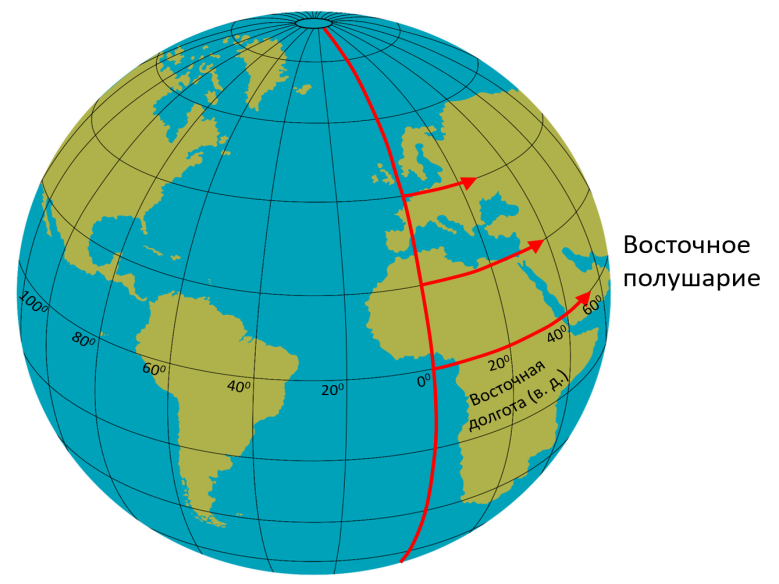 Восточное
полушарие
100⁰
80⁰
60⁰
40⁰
20⁰
0⁰
20⁰
40⁰
60⁰
Восточная
долгота (в. д.)